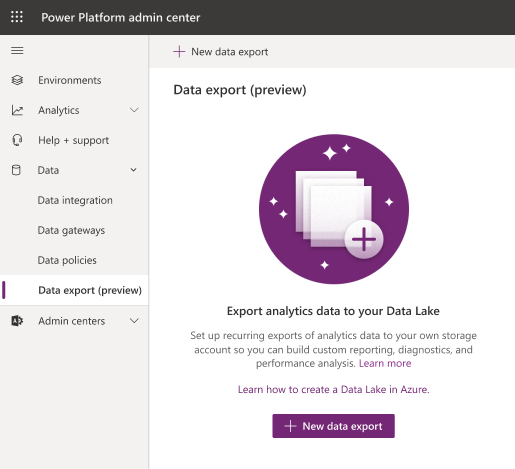 Power Platform admin center
New data export
Environments
Analytics
Help + support
Data
Data integration
Data gateways
Data policies
Data export (preview)
Admin centers
Data export (preview)
Export analytics data to your Data Lake
Set up recurring exports of analytics data to your own storage
account so you can build custom reporting, diagnostics, and
performance analysis. Learn more
Learn how to create a Data Lake in Azure.
New data export